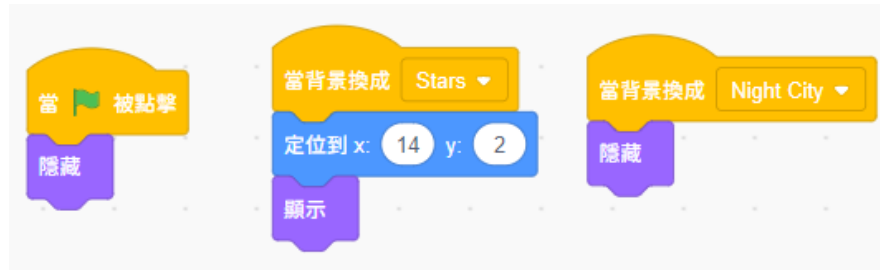 當 被點擊
隱藏
當背景換成 Stars
定位到 x: 14 y: 2
顯示
當背景換成 Night City
隱藏